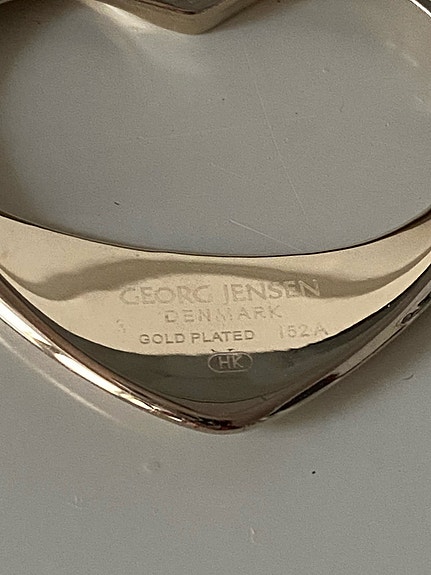 GEORG JENSEN
DENMARK
GOLD PLATED 152A
HK